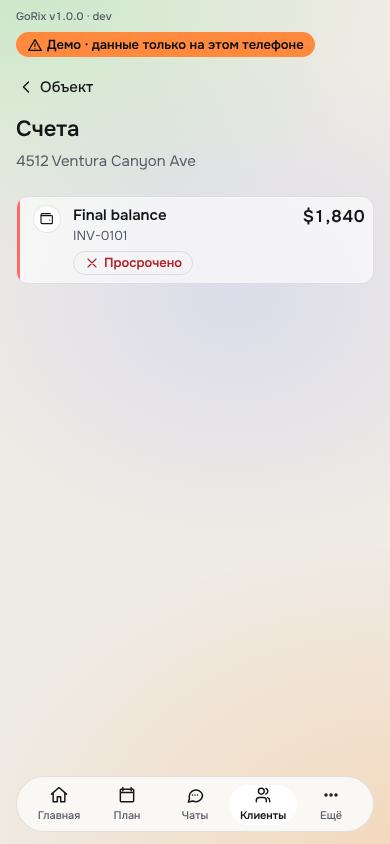 GoRix v1.0.0 · dev
Демо · данные только на этом телефоне
Объект
Счета
4512 Ventura Canyon Ave
Final balance
$1,840
INV-0101
Просрочено
Главная
План
Чаты
Клиенты
Ещё